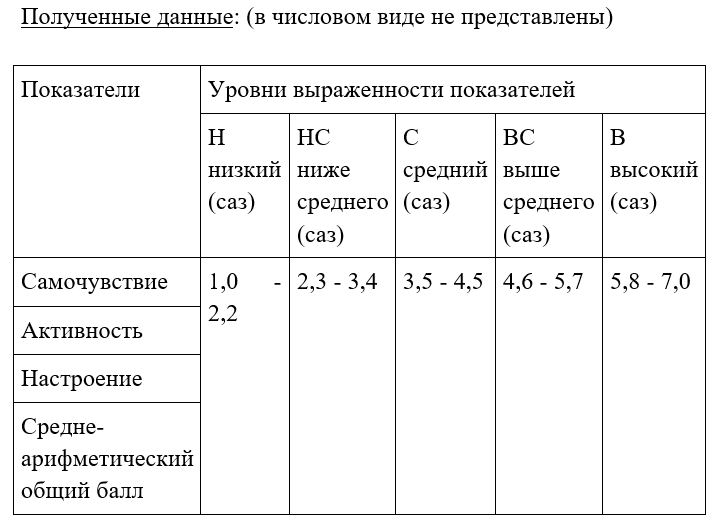 Полученные данные: (в числовом виде не представлены)
Показатели
Уровни выраженности показателей
Н
низкий
(саз)
НС
ниже
среднего
(саз)
С
средний
(саз)
ВС
выше
среднего
(саз)
В
высокий
(саз)
Самочувствие
1,0 -
2,2
2,3 - 3,4
3,5 - 4,5
4,6 - 5,7
5,8 - 7,0
Активность
Настроение
Средне-
арифметический
общий балл